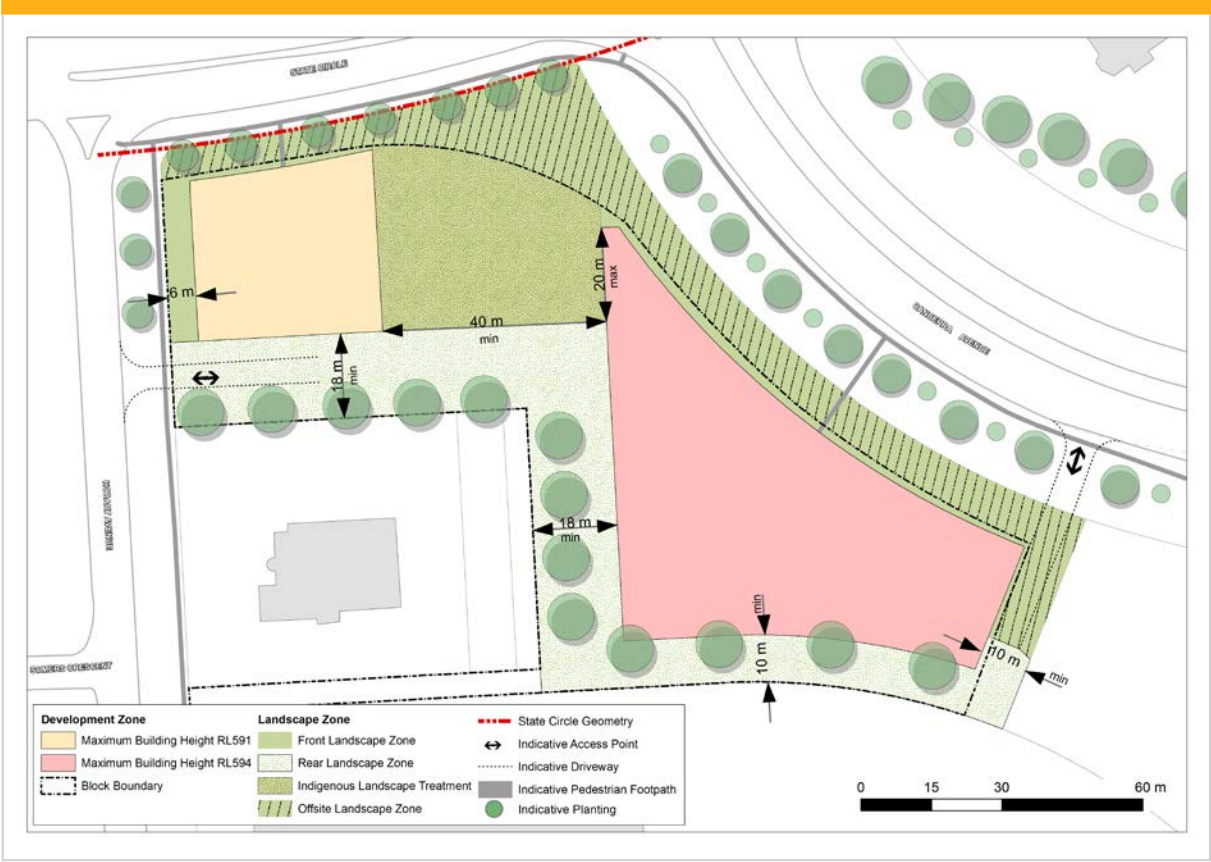 STATE CIRCLE
CANBERRA AVENUE
HOBART AVENUE
SOMERS CRESCENT
6 m
20 m
max
40 m
min
18 m
min
18 m
min
min
10 m
10 m
min
Development Zone
Maximum Building Height RL591
Maximum Building Height RL594
Block Boundary
Landscape Zone
Front Landscape Zone
Rear Landscape Zone
Indigenous Landscape Treatment
Offsite Landscape Zone
State Circle Geometry
Indicative Access Point
Indicative Driveway
Indicative Pedestrian Footpath
Indicative Planting
0 15 30 60 m